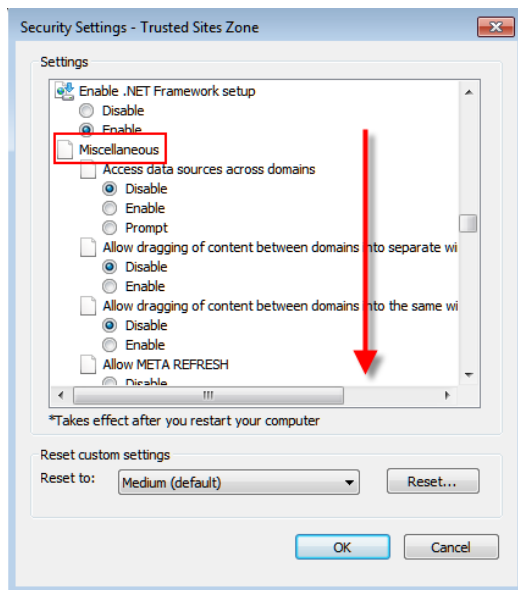 Security Settings - Trusted Sites Zone
Settings
Enable .NET Framework setup
Disable
Enable
Miscellaneous
Access data sources across domains
Disable
Enable
Prompt
Allow dragging of content between domains into separate wi
Disable
Enable
Allow dragging of content between domains into the same wi
Disable
Enable
Allow META REFRESH
Disable
*Takes effect after you restart your computer
Reset custom settings
Reset to: Medium (default) Reset...
OK Cancel